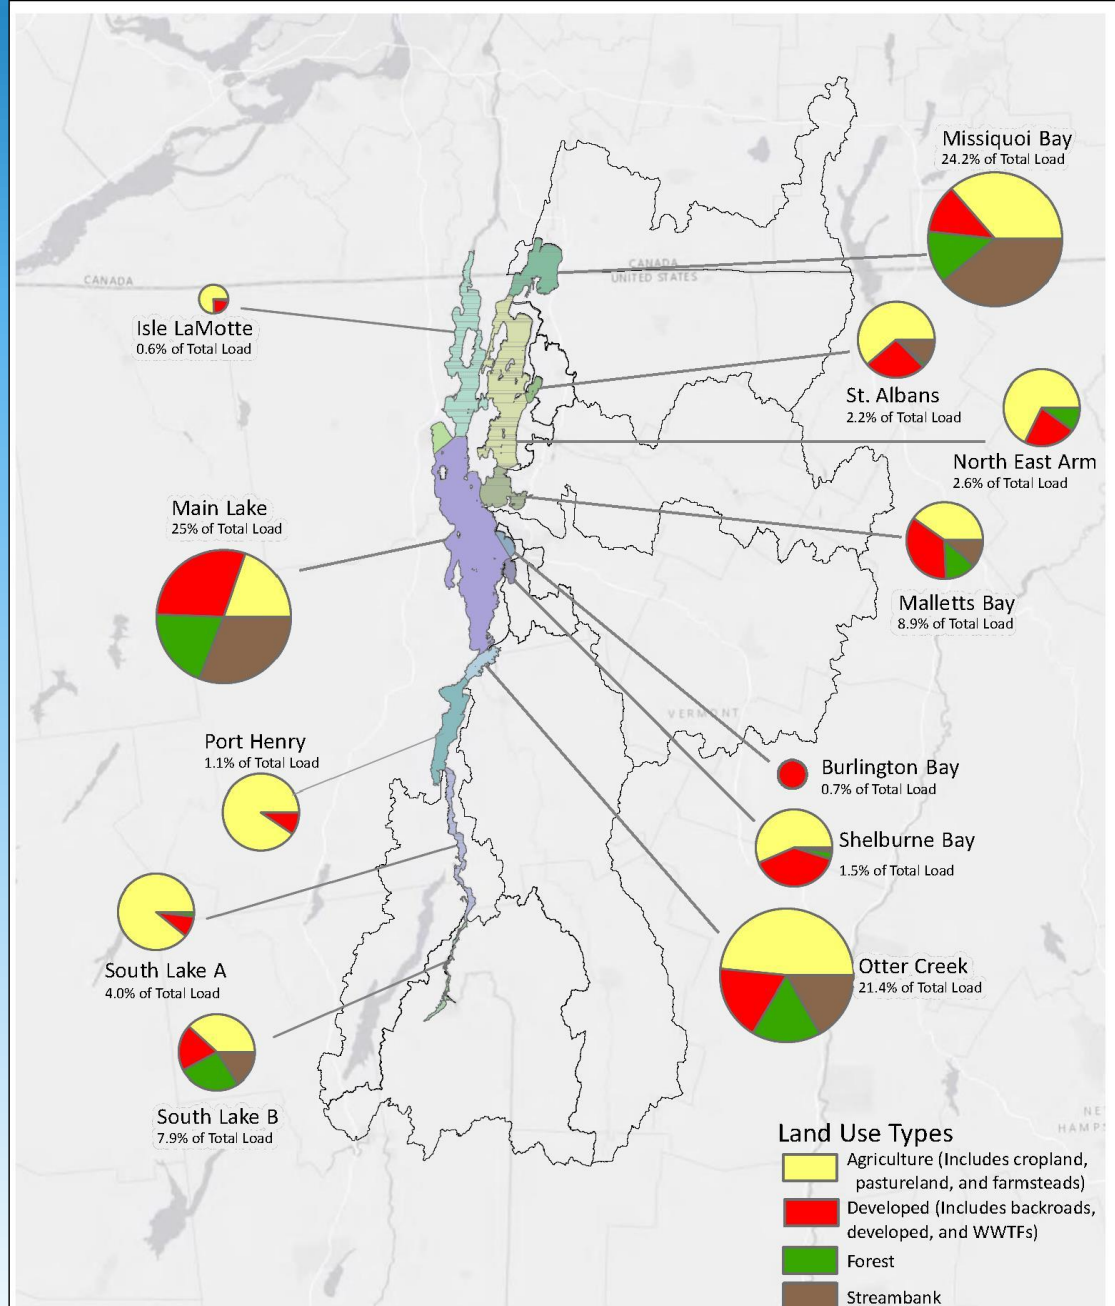 Missiquoi Bay
24.2% of Total Load
CANADA
CANADA
UNITED STATES
Isle LaMotte
0.6% of Total Load
St. Albans
2.2% of Total Load
North East Arm
2.6% of Total Load
Main Lake
25% of Total Load
Malletts Bay
8.9% of Total Load
VERMONT
Port Henry
1.1% of Total Load
Burlington Bay
0.7% of Total Load
Shelburne Bay
1.5% of Total Load
South Lake A
4.0% of Total Load
Otter Creek
21.4% of Total Load
South Lake B
7.9% of Total Load
NE
HAMPS
Land Use Types
Agriculture (Includes cropland,
pastureland, and farmsteads)
Developed (Includes backroads,
developed, and WWTFs)
Forest
Streambank